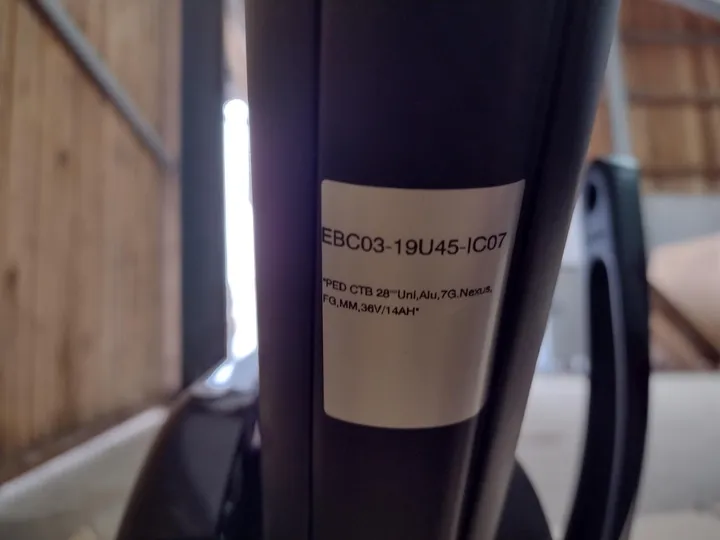 EBC03-19U45-IC07
"PED CTB 28""Uni,Alu,7G,Nexus,
FG,MM,36V/14AH"